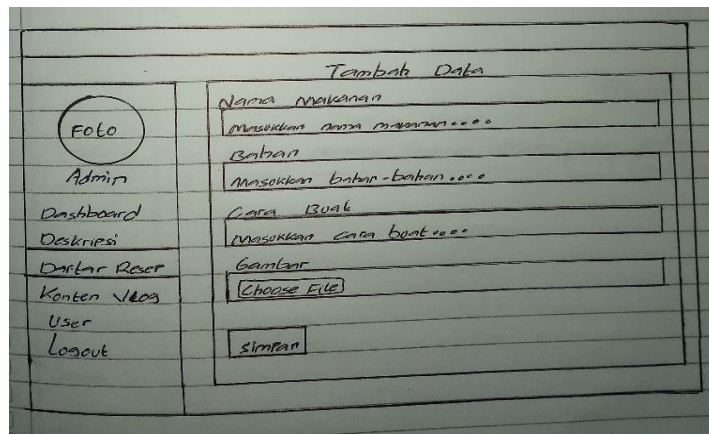 Tambah Data
Foto
Admin
Dashboard
Deskripsi
Daftar Resep
Konten Vlog
User
Logout
Nama Makanan
Masukkan nama makanan....
Bahan
Masukkan bahan-bahan....
Cara Buat
Masukkan cara buat....
Gambar
Choose File
Simpan